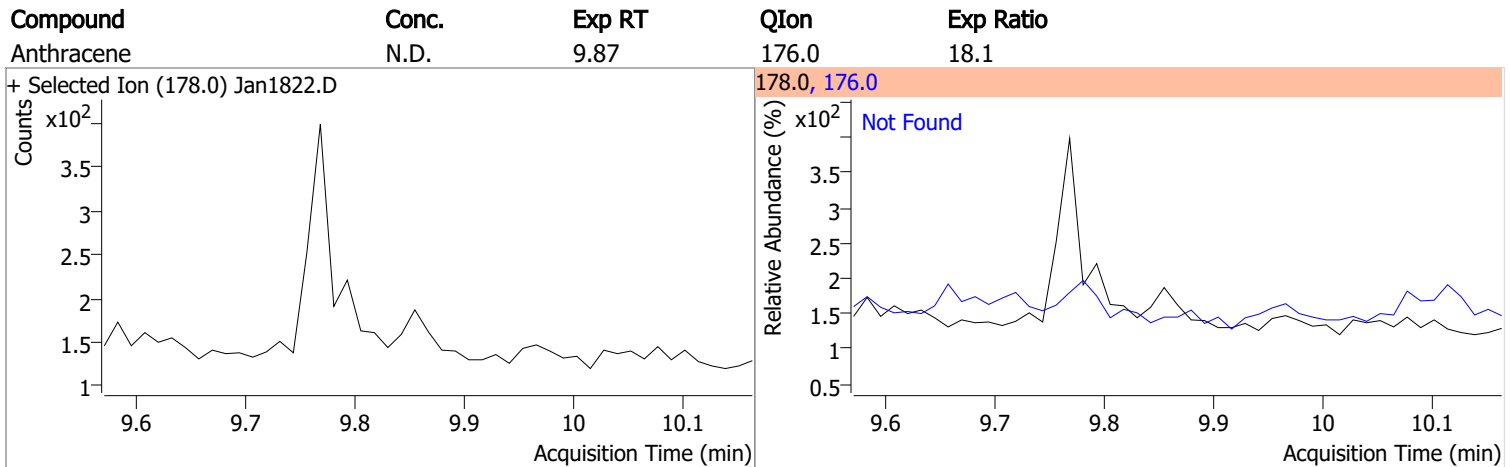 Compound Conc. Exp RT QIon Exp Ratio
Anthracene N.D. 9.87 176.0 18.1
+ Selected Ion (178.0) Jan1822.D
Counts
x10²
3.5
3
2.5
2
1.5
1
9.6 9.7 9.8 9.9 10 10.1
Acquisition Time (min)
178.0, 176.0
Relative Abundance (%)
x10²
Not Found
3.5
3
2.5
2
1.5
1
0.5
9.6 9.7 9.8 9.9 10 10.1
Acquisition Time (min)